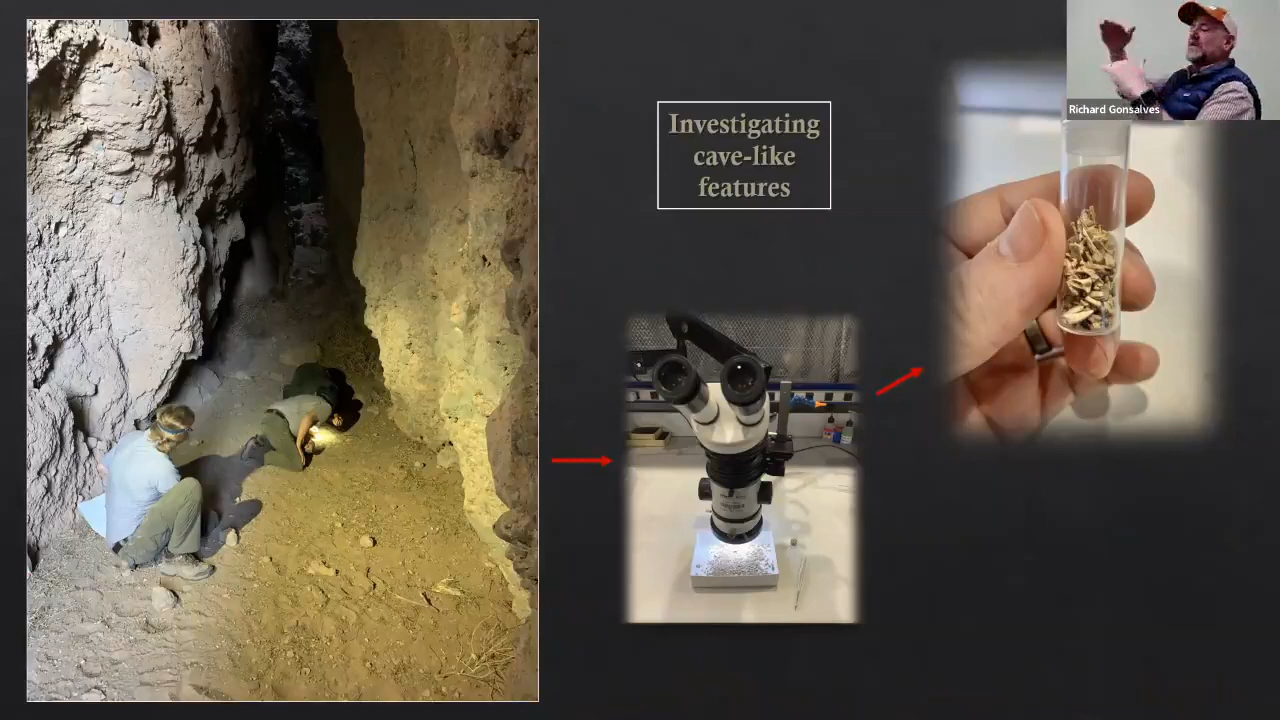 Investigating
cave-like
features
Richard Gonsalves